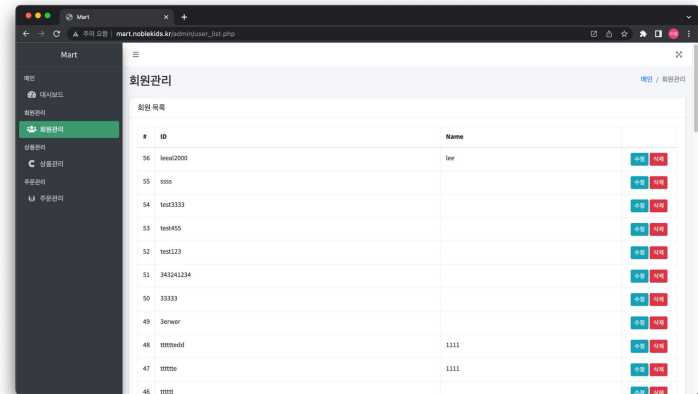 Mart
주의 요함 | mart.noblekids.kr/admin/user_list.php
Mart
메인
대시보드
회원관리
회원관리
상품관리
상품관리
주문관리
주문관리
회원관리
메인 / 회원관리
회원 목록
# ID Name
56 leeal2000 lee 수정 삭제
55 ssss 수정 삭제
54 test3333 수정 삭제
53 test455 수정 삭제
52 test123 수정 삭제
51 343241234 수정 삭제
50 33333 수정 삭제
49 3erwer 수정 삭제
48 ttttttedd 1111 수정 삭제
47 ttttttte 1111 수정 삭제
46 tttttt 수정 삭제